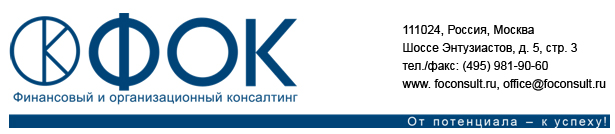 ФОК
Финансовый и организационный консалтинг
111024, Россия, Москва
Шоссе Энтузиастов, д. 5, стр. 3
тел./факс: (495) 981-90-60
www. foconsult.ru, office@foconsult.ru
От потенциала – к успеху!